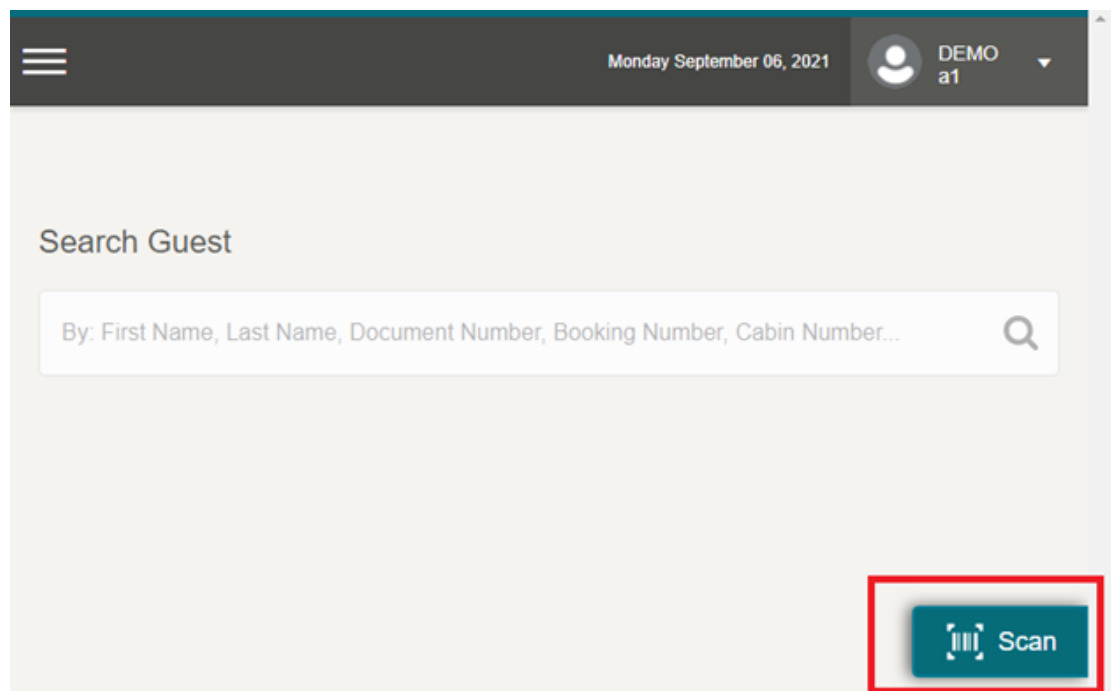 Monday September 06, 2021
DEMO
a1
Search Guest
By: First Name, Last Name, Document Number, Booking Number, Cabin Number...
Scan